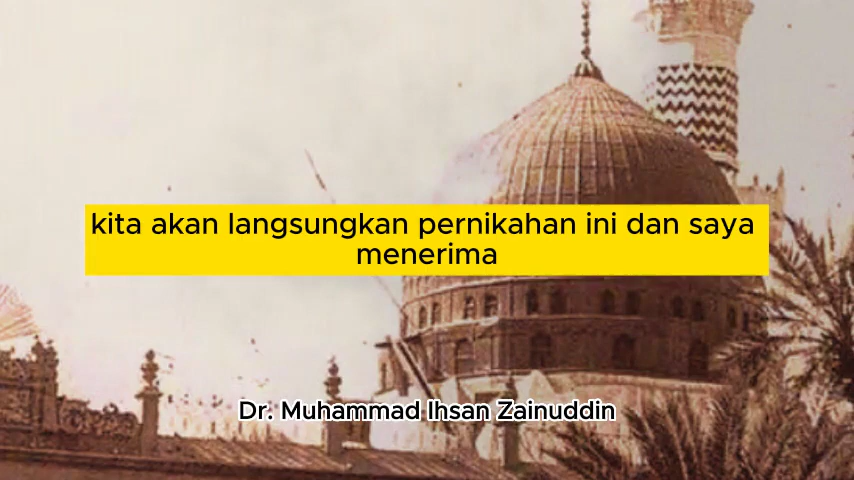 kita akan langsungkan pernikahan ini dan saya
menerima
Dr. Muhammad Ihsan Zainuddin